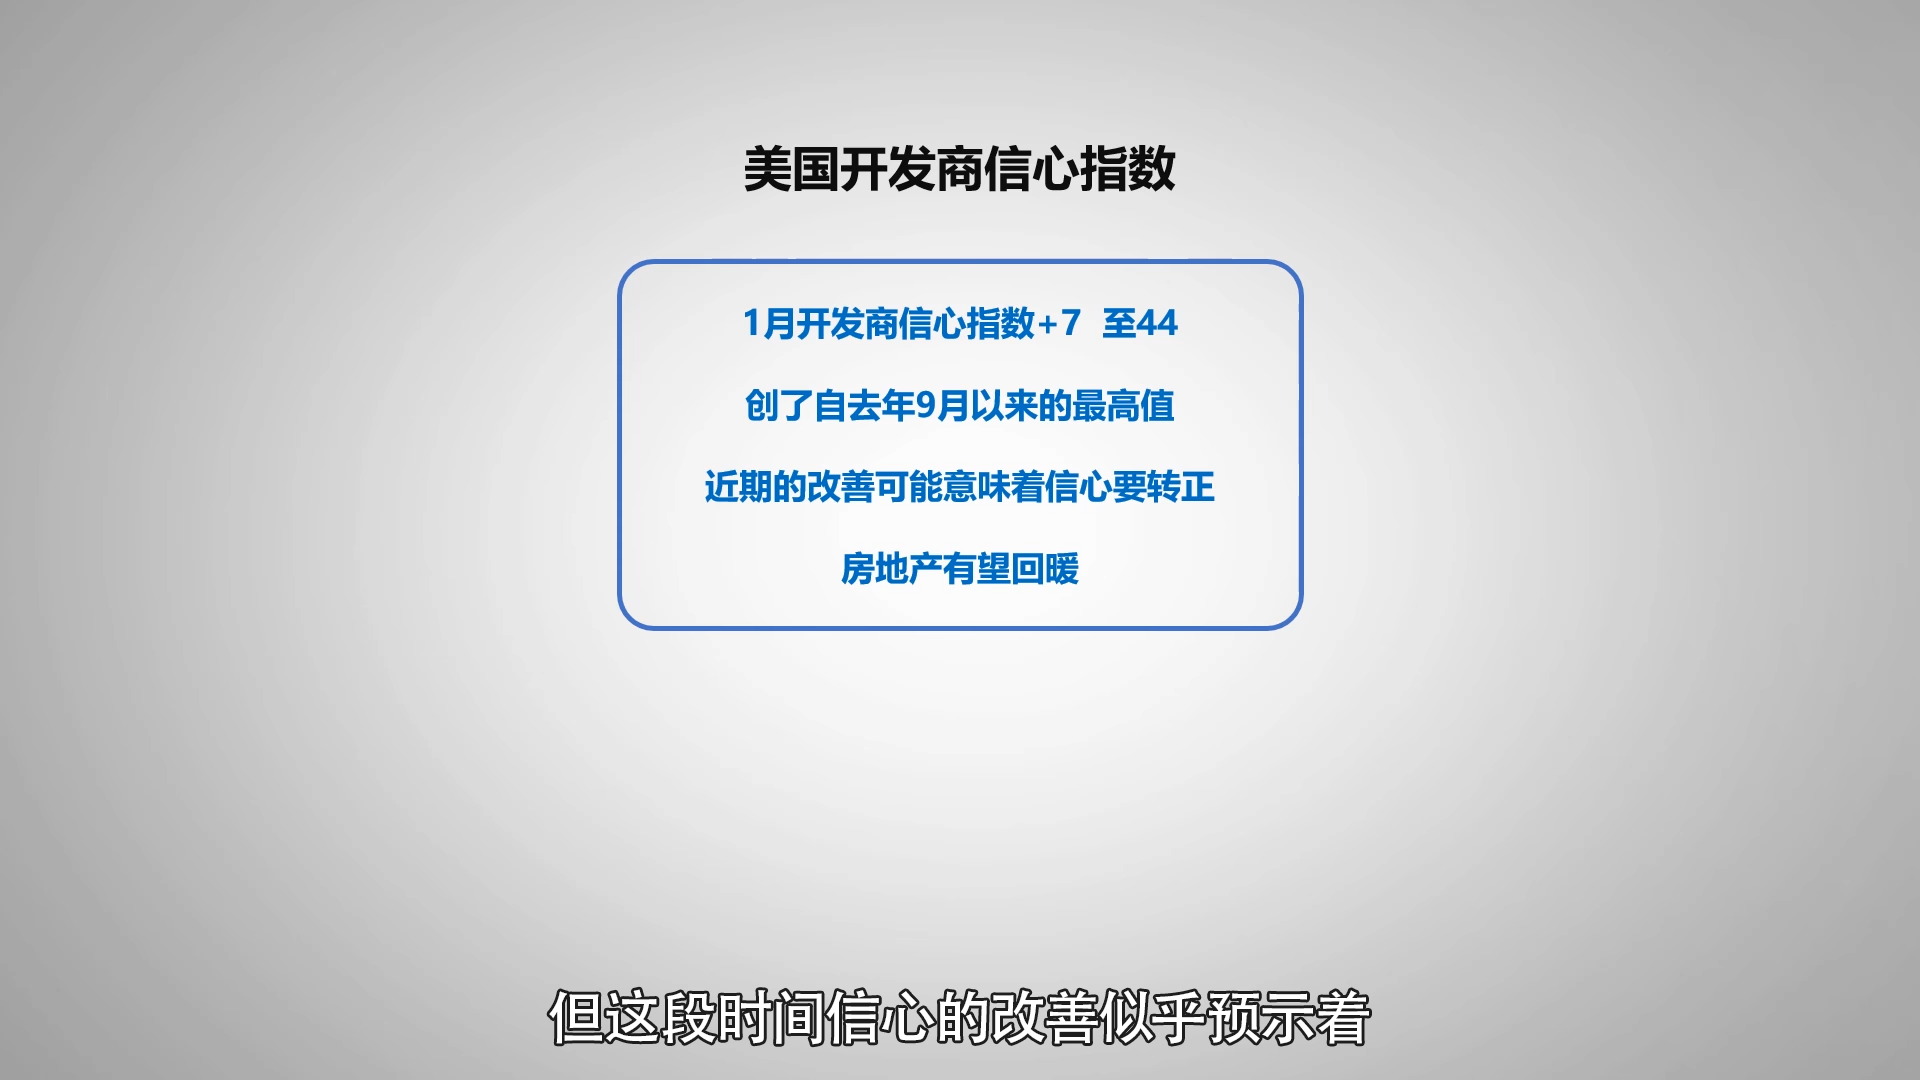 美国开发商信心指数
1月开发商信心指数+7 至44
创了自去年9月以来的最高值
近期的改善可能意味着信心要转正
房地产有望回暖
但这段时间信心的改善似乎预示着